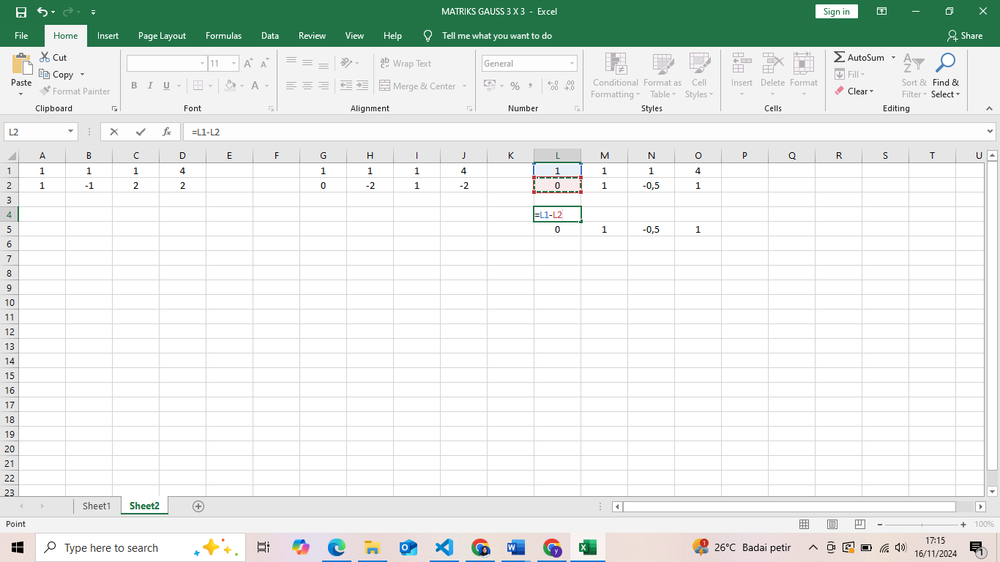 MATRIKS GAUSS 3 X 3 - Excel
Sign in
File Home Insert Page Layout Formulas Data Review View Help Tell me what you want to do Share
Paste
Cut
Copy
Format Painter
Clipboard
11
B I U
Font
Wrap Text
Merge & Center
Alignment
General
Number
Conditional Formatting
Format as Table
Cell Styles
Styles
Insert Delete Format
Cells
AutoSum
Fill
Clear
Sort & Filter
Find & Select
Editing
L2 fx =L1-L2
A B C D E F G H I J K L M N O P Q R S T U
1 1 1 1 4 1 1 1 4 1 1 1 4
2 1 -1 2 2 0 -2 1 -2 0 1 -0,5 1
3
4 =L1-L2
5 0 1 -0,5 1
6
7
8
9
10
11
12
13
14
15
16
17
18
19
20
21
22
23
Sheet1 Sheet2
Point 100%
Type here to search
26°C Badai petir
17:15
16/11/2024
1